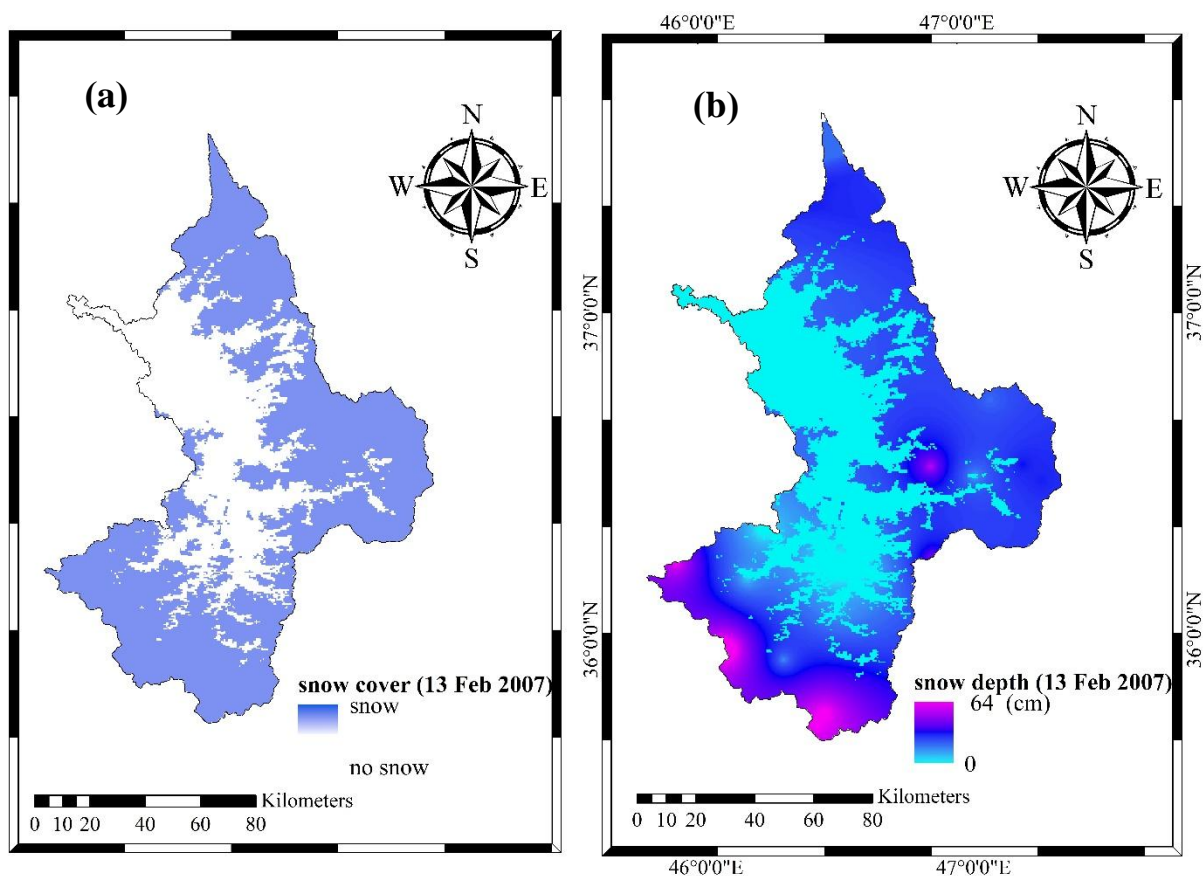 (a)
N
W E
S
snow cover (13 Feb 2007)
snow
no snow
Kilometers
0 10 20 40 60 80
46°0'0"E 47°0'0"E
(b)
N
W E
S
37°0'0"N
37°0'0"N
36°0'0"N
36°0'0"N
snow depth (13 Feb 2007)
64 (cm)
0
Kilometers
0 10 20 40 60 80
46°0'0"E 47°0'0"E